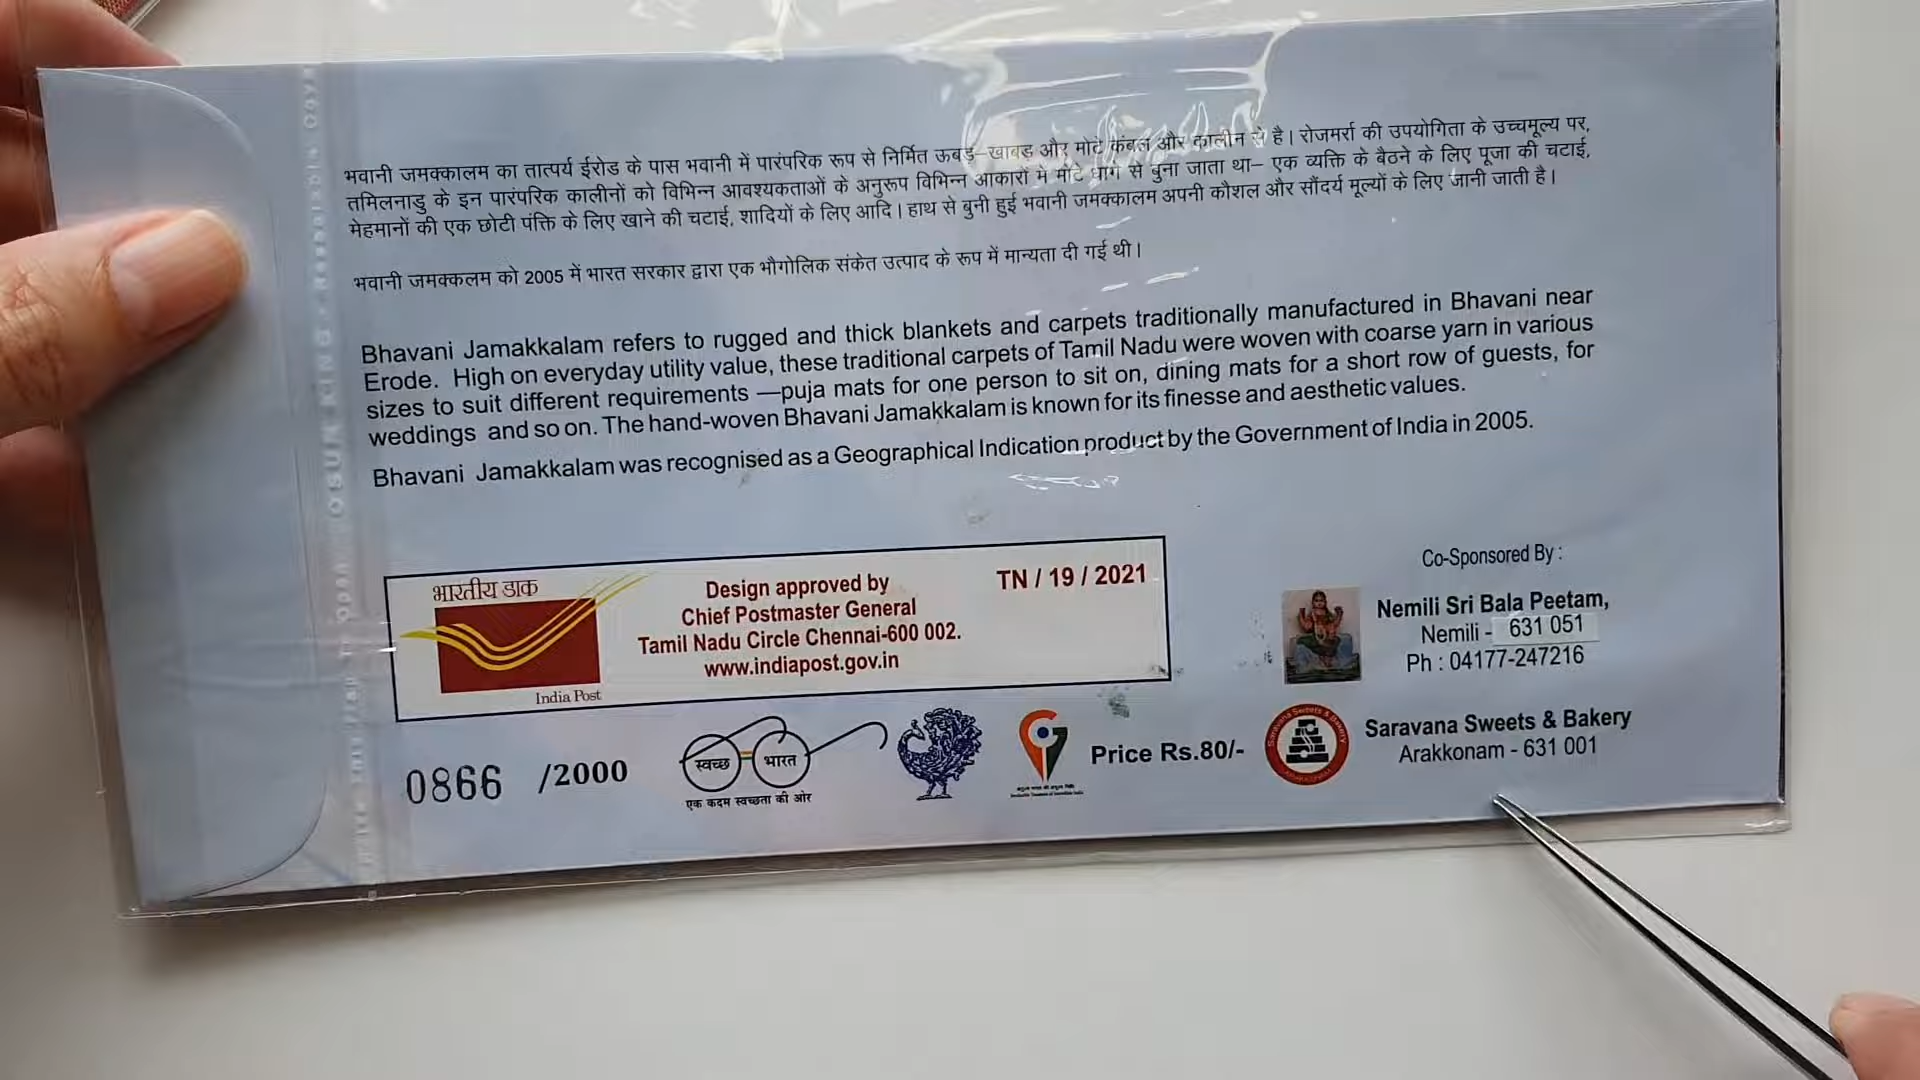 भवानी जमक्कालम का तात्पर्य ईरोड के पास भवानी में पारंपरिक रूप से निर्मित ऊबड़-खाबड़ और मोटे कंबल और कालीन से है। रोजमर्रा की उपयोगिता के उच्चमूल्य पर,
तमिलनाडु के इन पारंपरिक कालीनों को विभिन्न आवश्यकताओं के अनुरूप विभिन्न आकारों में मोटे धागे से बुना जाता था– एक व्यक्ति के बैठने के लिए पूजा की चटाई,
मेहमानों की एक छोटी पंक्ति के लिए खाने की चटाई, शादियों के लिए आदि। हाथ से बुनी हुई भवानी जमक्कालम अपनी कौशल और सौंदर्य मूल्यों के लिए जानी जाती है।
भवानी जमक्कलम को 2005 में भारत सरकार द्वारा एक भौगोलिक संकेत उत्पाद के रूप में मान्यता दी गई थी।
Bhavani Jamakkalam refers to rugged and thick blankets and carpets traditionally manufactured in Bhavani near
Erode. High on everyday utility value, these traditional carpets of Tamil Nadu were woven with coarse yarn in various
sizes to suit different requirements —puja mats for one person to sit on, dining mats for a short row of guests, for
weddings and so on. The hand-woven Bhavani Jamakkalam is known for its finesse and aesthetic values.
Bhavani Jamakkalam was recognised as a Geographical Indication product by the Government of India in 2005.
भारतीय डाक
India Post
Design approved by
Chief Postmaster General
Tamil Nadu Circle Chennai-600 002.
www.indiapost.gov.in
TN / 19 / 2021
Co-Sponsored By :
Nemili Sri Bala Peetam,
Nemili - 631 051
Ph : 04177-247216
0866 /2000
स्वच्छ भारत
एक कदम स्वच्छता की ओर
Price Rs.80/-
Saravana Sweets & Bakery
Saravana Sweets & Bakery
Arakkonam - 631 001